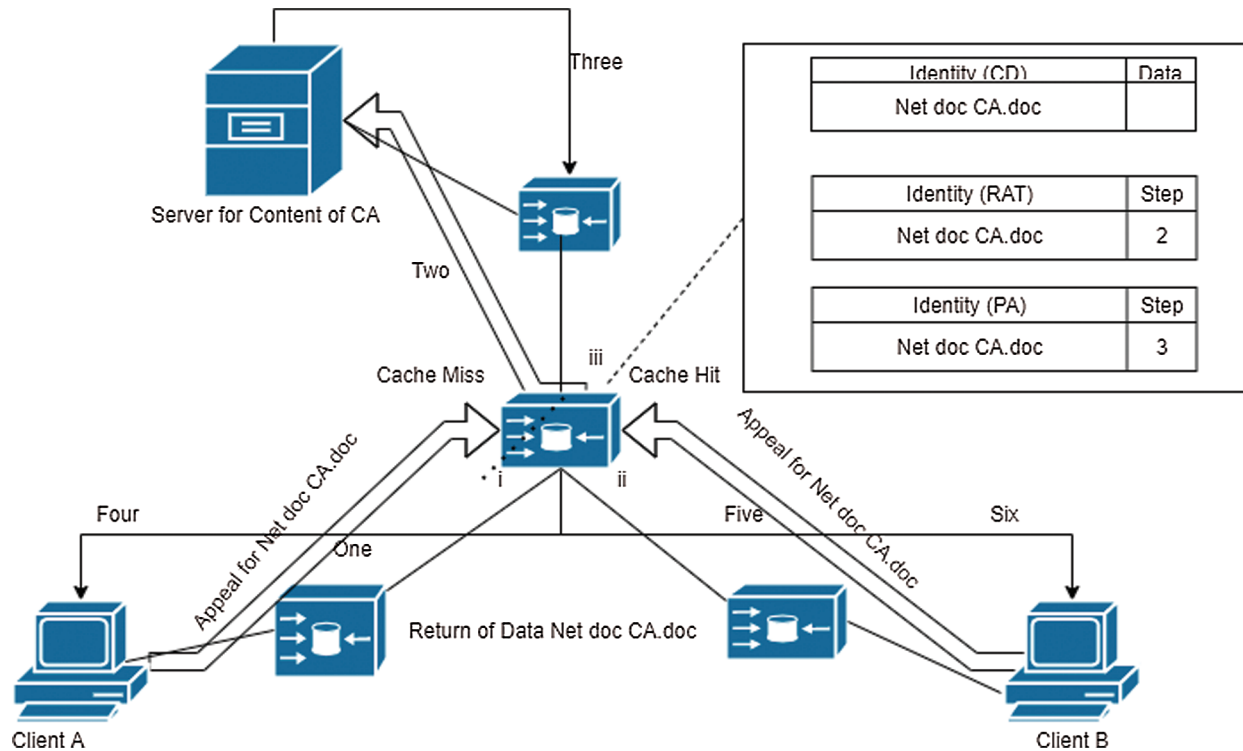 Three
Identity (CD)
Data
Net doc CA.doc
Identity (RAT)
Step
Net doc CA.doc
2
Identity (PA)
Step
Net doc CA.doc
3
Server for Content of CA
Two
iii
Cache Miss
Cache Hit
Appeal for Net doc CA.doc
Appeal for Net doc CA.doc
i
ii
Four
One
Five
Six
Return of Data Net doc CA.doc
Client A
Client B